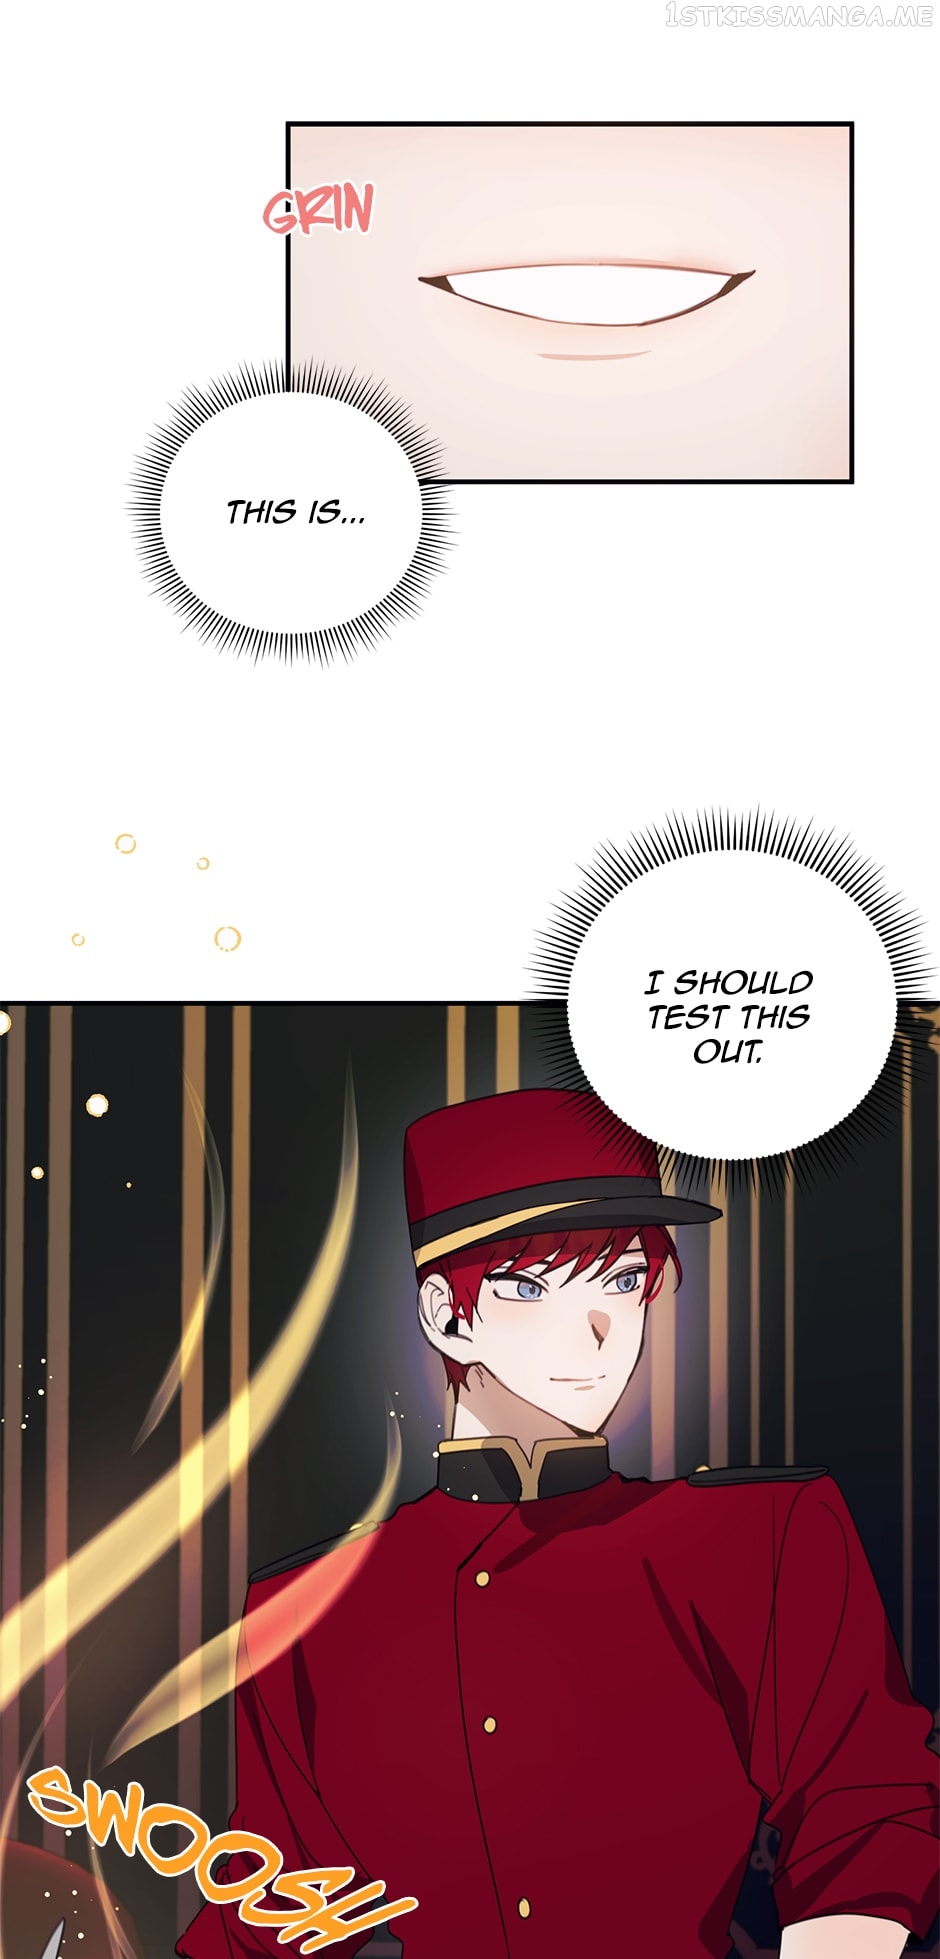 1STKISSMANGA.ME
GRIN
THIS IS...
I SHOULD
TEST THIS
OUT.
SWOOSH